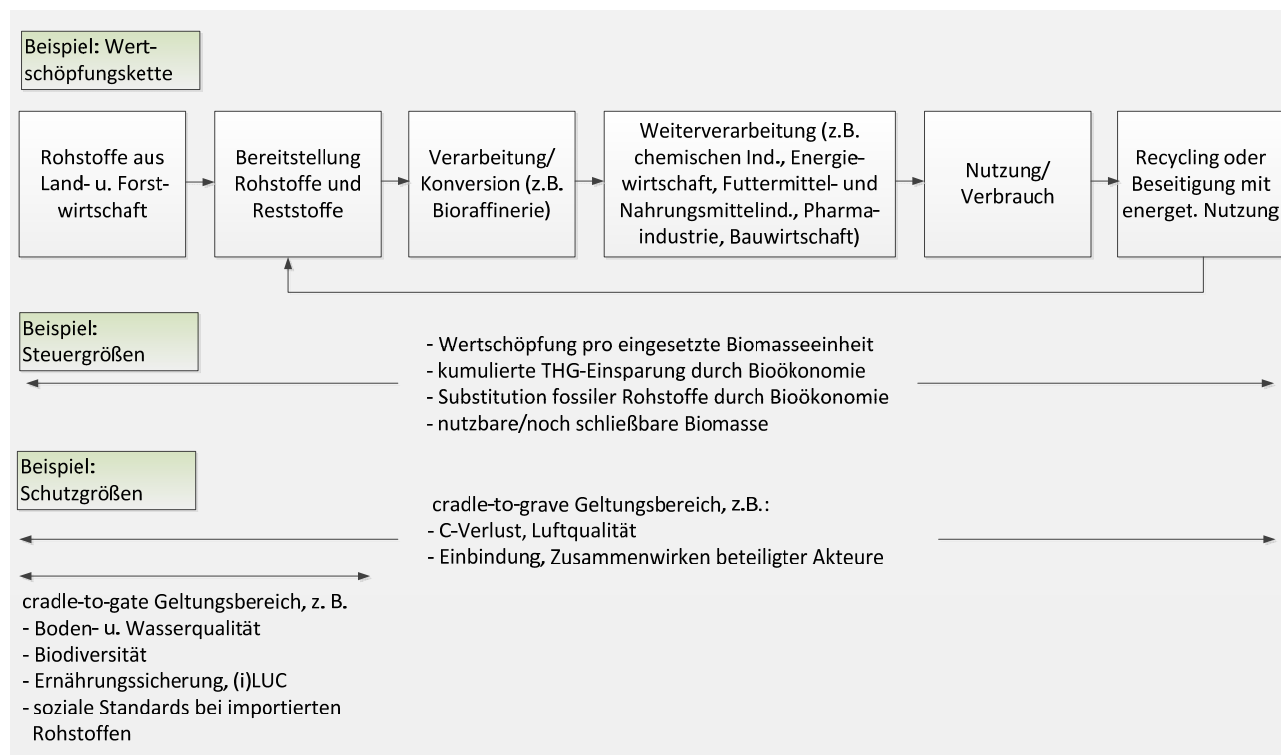 Beispiel: Wert-
schöpfungskette
Rohstoffe aus
Land- u. Forst-
wirtschaft
Bereitstellung
Rohstoffe und
Reststoffe
Verarbeitung/
Konversion (z.B.
Bioraffinerie)
Weiterverarbeitung (z.B.
chemischen Ind., Energie-
wirtschaft, Futtermittel- und
Nahrungsmittelind., Pharma-
industrie, Bauwirtschaft)
Nutzung/
Verbrauch
Recycling oder
Beseitigung mit
energet. Nutzung
Beispiel:
Steuergrößen
- Wertschöpfung pro eingesetzte Biomasseeinheit
- kumulierte THG-Einsparung durch Bioökonomie
- Substitution fossiler Rohstoffe durch Bioökonomie
- nutzbare/noch schließbare Biomasse
Beispiel:
Schutzgrößen
cradle-to-grave Geltungsbereich, z.B.:
- C-Verlust, Luftqualität
- Einbindung, Zusammenwirken beteiligter Akteure
cradle-to-gate Geltungsbereich, z. B.
- Boden- u. Wasserqualität
- Biodiversität
- Ernährungssicherung, (i)LUC
- soziale Standards bei importierten
Rohstoffen